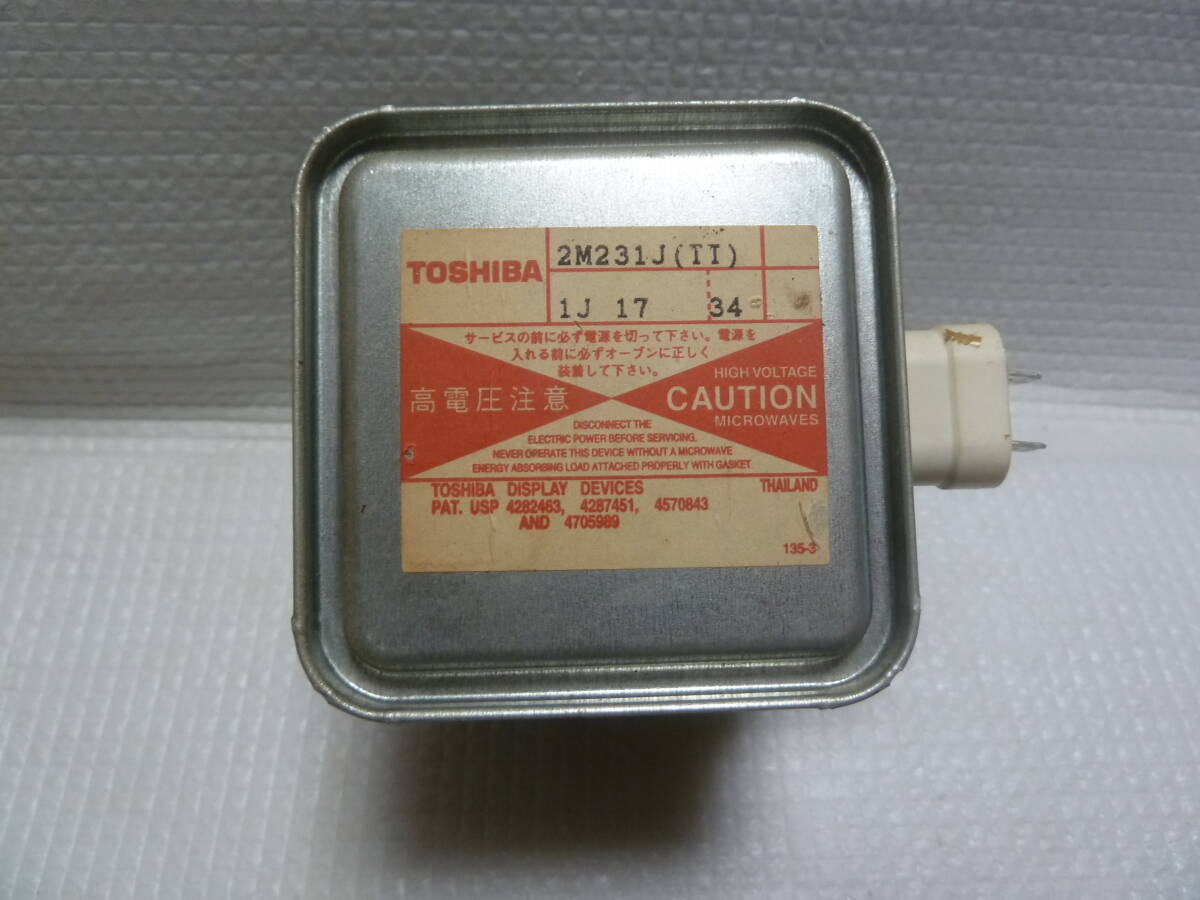 TOSHIBA
2M231J(TI)
1J 17 34
サービスの前に必ず電源を切って下さい。電源を
入れる前に必ずオーブンに正しく
装着して下さい。
高電圧注意
HIGH VOLTAGE
CAUTION
MICROWAVES
DISCONNECT THE
ELECTRIC POWER BEFORE SERVICING.
NEVER OPERATE THIS DEVICE WITHOUT A MICROWAVE
ENERGY ABSORBING LOAD ATTACHED PROPERLY WITH GASKET
TOSHIBA DISPLAY DEVICES THAILAND
PAT. USP 4282463, 4287451, 4570843
AND 4705989
135-3